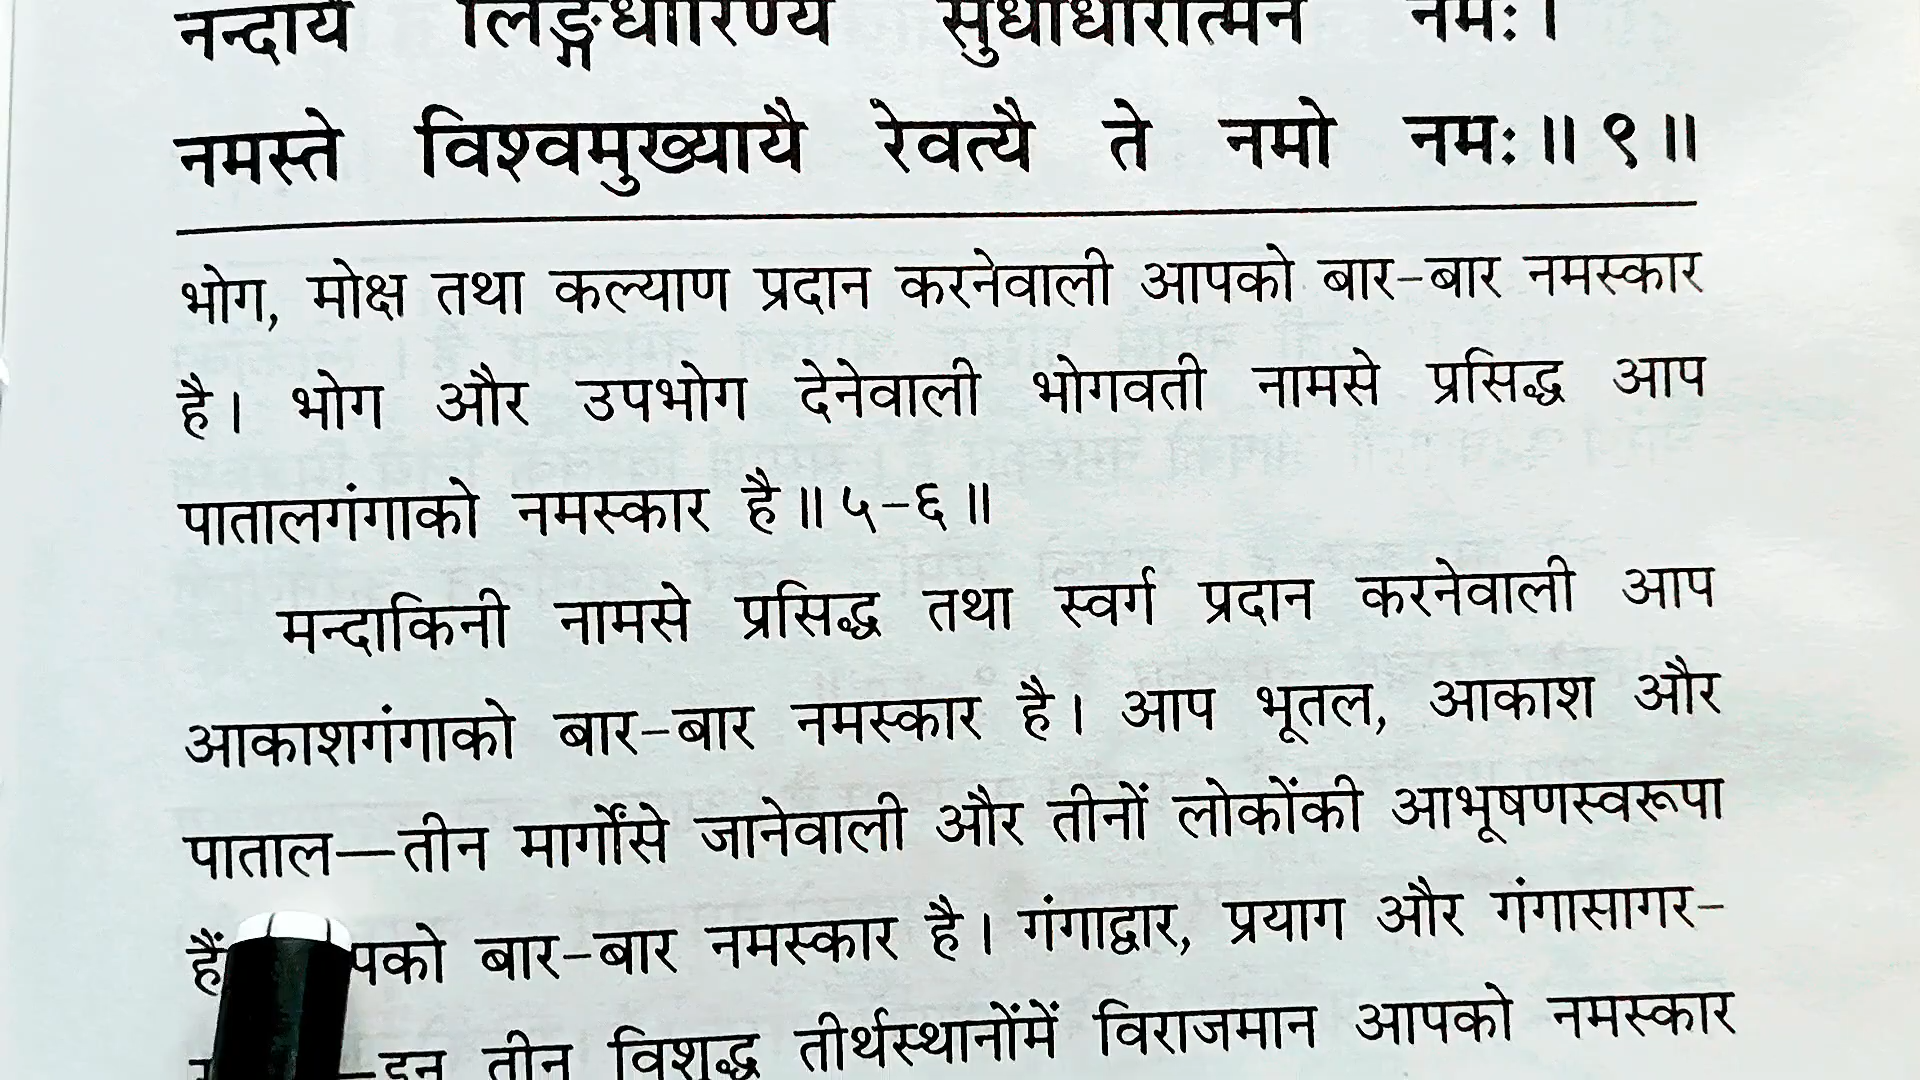 नन्दायै लिङ्गधारिण्यै सुधाधारात्मने नमः।
नमस्ते विश्वमुख्यायै रेवत्यै ते नमो नमः॥९॥
भोग, मोक्ष तथा कल्याण प्रदान करनेवाली आपको बार-बार नमस्कार
है। भोग और उपभोग देनेवाली भोगवती नामसे प्रसिद्ध आप
पातालगंगाको नमस्कार है॥५-६॥
मन्दाकिनी नामसे प्रसिद्ध तथा स्वर्ग प्रदान करनेवाली आप
आकाशगंगाको बार-बार नमस्कार है। आप भूतल, आकाश और
पाताल—तीन मार्गोंसे जानेवाली और तीनों लोकोंकी आभूषणस्वरूपा
हैं पको बार-बार नमस्कार है। गंगाद्वार, प्रयाग और गंगासागर-
—इन तीन विशुद्ध तीर्थस्थानोंमें विराजमान आपको नमस्कार